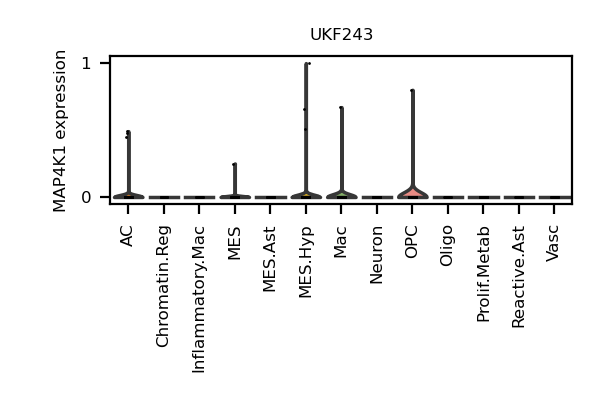 UKF243
MAP4K1 expression
1
0
AC
Chromatin.Reg
Inflammatory.Mac
MES
MES.Ast
MES.Hyp
Mac
Neuron
OPC
Oligo
Prolif.Metab
Reactive.Ast
Vasc